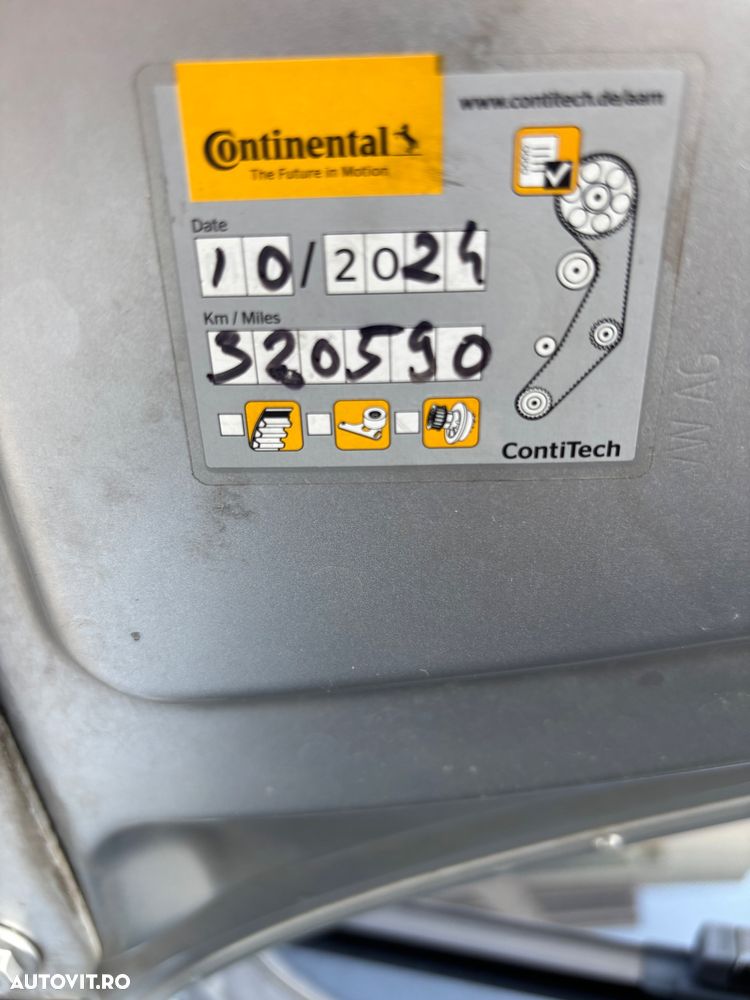 www.contitech.de/aam
Continental
The Future in Motion
Date
10/2024
Km / Miles
320590
ContiTech
AUTOVIT.RO